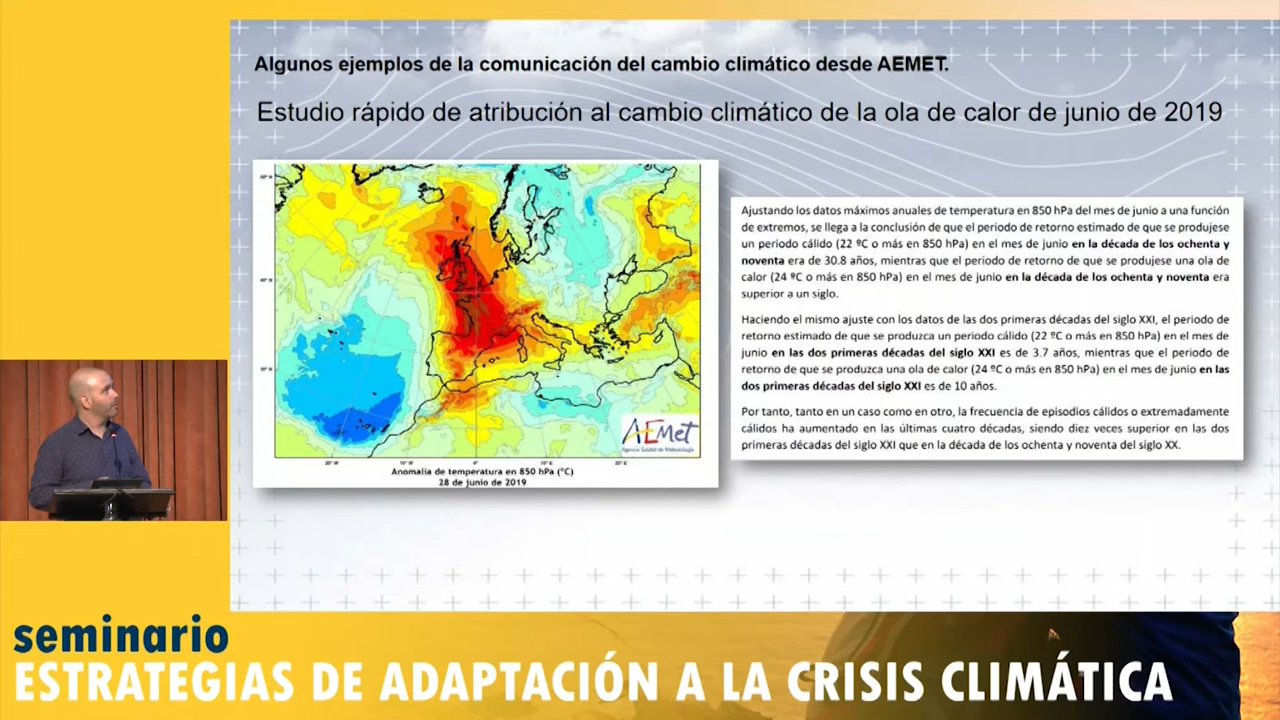 Algunos ejemplos de la comunicación del cambio climático desde AEMET.
Estudio rápido de atribución al cambio climático de la ola de calor de junio de 2019
AEMet
Agencia Estatal de Meteorología
Anomalía de temperatura en 850 hPa (°C)
28 de junio de 2019
Ajustando los datos máximos anuales de temperatura en 850 hPa del mes de junio a una función
de extremos, se llega a la conclusión de que el periodo de retorno estimado de que se produjese
un periodo cálido (22 ºC o más en 850 hPa) en el mes de junio en la década de los ochenta y
noventa era de 30.8 años, mientras que el periodo de retorno de que se produjese una ola de
calor (24 ºC o más en 850 hPa) en el mes de junio en la década de los ochenta y noventa era
superior a un siglo.
Haciendo el mismo ajuste con los datos de las dos primeras décadas del siglo XXI, el periodo de
retorno estimado de que se produzca un periodo cálido (22 ºC o más en 850 hPa) en el mes de
junio en las dos primeras décadas del siglo XXI es de 3.7 años, mientras que el periodo de
retorno de que se produzca una ola de calor (24 ºC o más en 850 hPa) en el mes de junio en las
dos primeras décadas del siglo XXI es de 10 años.
Por tanto, tanto en un caso como en otro, la frecuencia de episodios cálidos o extremadamente
cálidos ha aumentado en las últimas cuatro décadas, siendo diez veces superior en las dos
primeras décadas del siglo XXI que en la década de los ochenta y noventa del siglo XX.
seminario
ESTRATEGIAS DE ADAPTACIÓN A LA CRISIS CLIMÁTICA